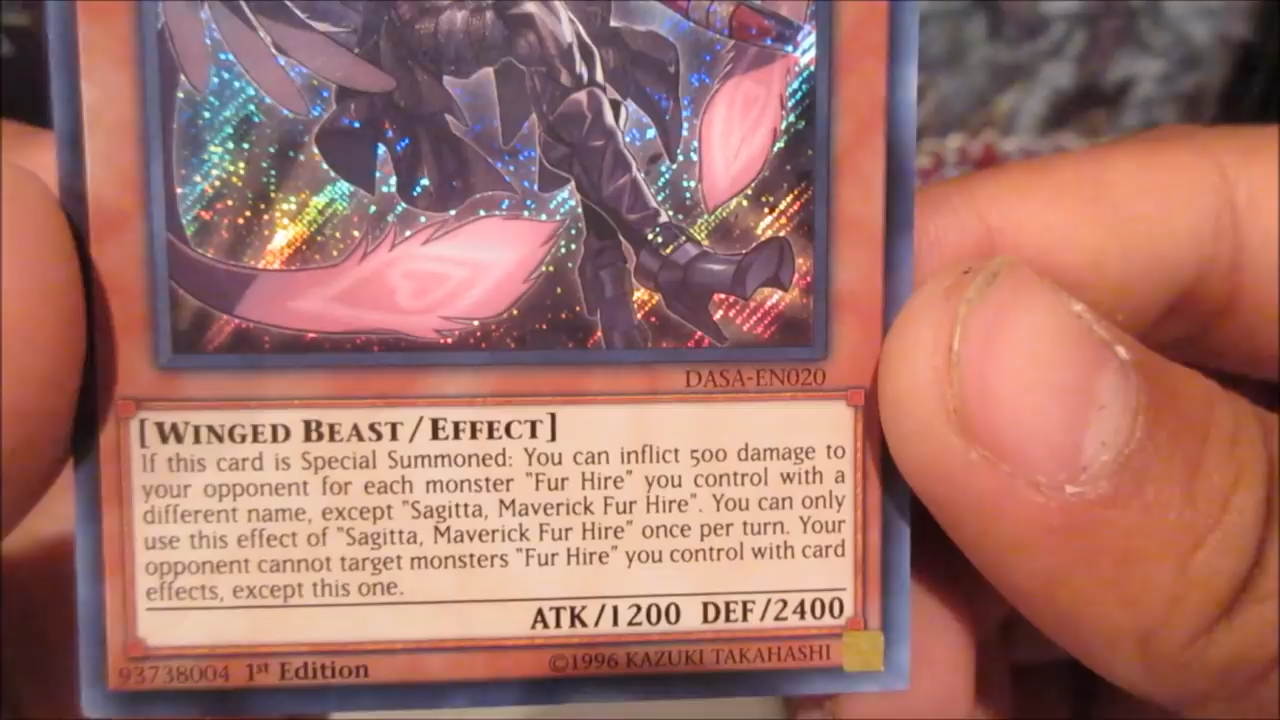 DASA-EN020
[WINGED BEAST/EFFECT]
If this card is Special Summoned: You can inflict 500 damage to
your opponent for each monster "Fur Hire" you control with a
different name, except "Sagitta, Maverick Fur Hire". You can only
use this effect of "Sagitta, Maverick Fur Hire" once per turn. Your
opponent cannot target monsters "Fur Hire" you control with card
effects, except this one.
ATK/1200 DEF/2400
93738004 1st Edition ©1996 KAZUKI TAKAHASHI